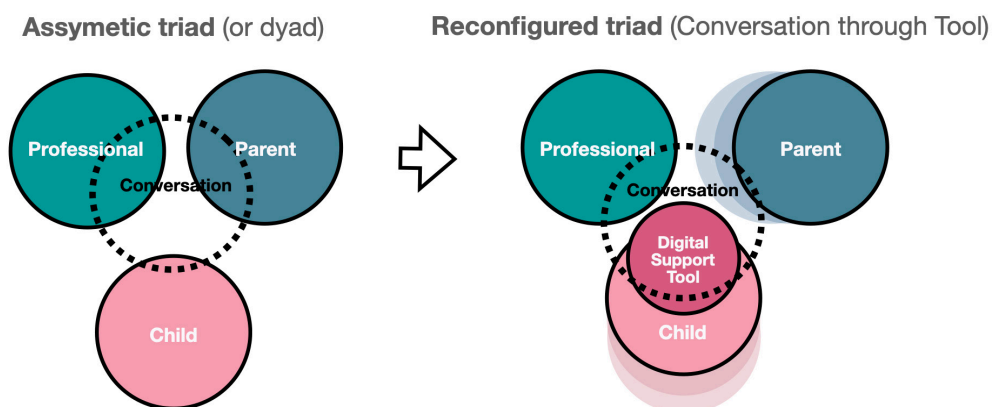 Assymetic triad (or dyad)
Reconfigured triad (Conversation through Tool)
Professional
Parent
Conversation
Child
Professional
Parent
Conversation
Digital
Support
Tool
Child